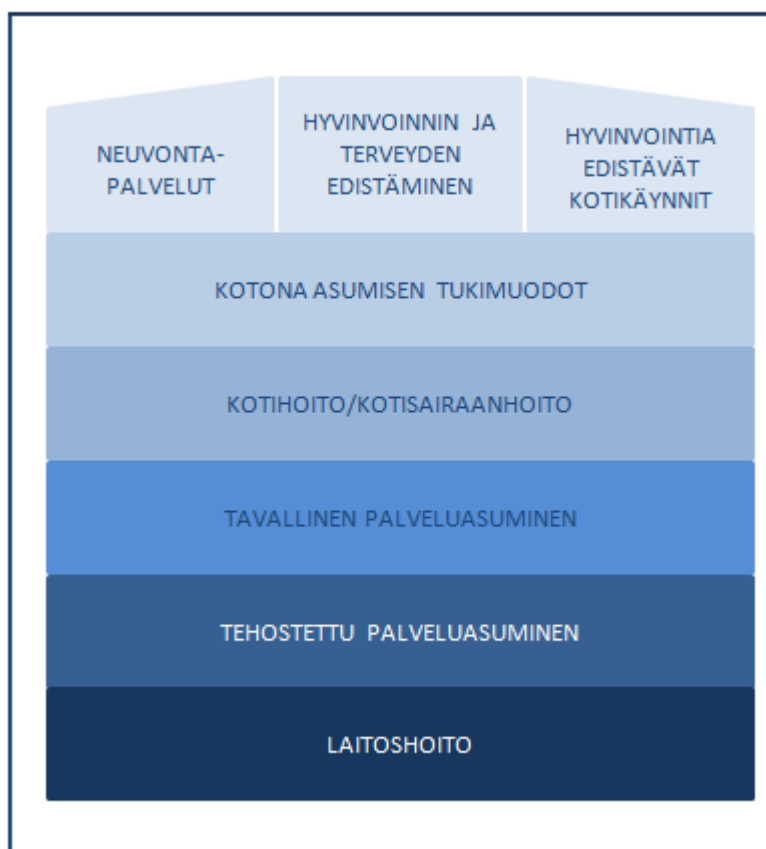 NEUVONTA-
PALVELUT
HYVINVOINNIN JA
TERVEYDEN
EDISTÄMINEN
HYVINVOINTIA
EDISTÄVÄT
KOTIKÄYNNIT
KOTONA ASUMISEN TUKIMUODOT
KOTIHOITO/KOTISAIRAANHOITO
TAVALLINEN PALVELUASUMINEN
TEHOSTETTU PALVELUASUMINEN
LAITOSHOITO